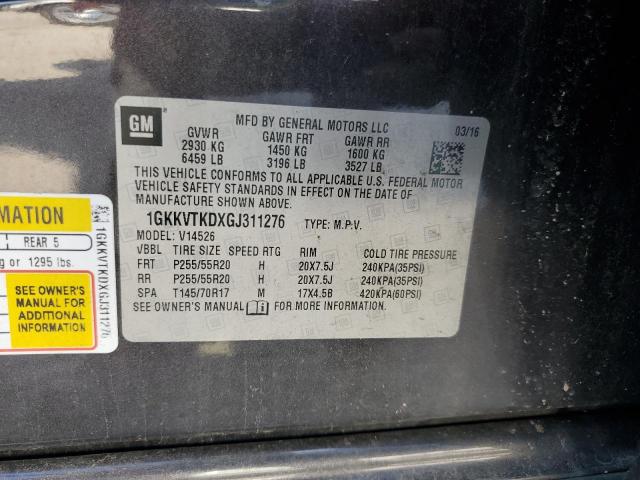 GM
MFD BY GENERAL MOTORS LLC 03/16
GVWR GAWR FRT GAWR RR
2930 KG 1450 KG 1600 KG
6459 LB 3196 LB 3527 LB
THIS VEHICLE CONFORMS TO ALL APPLICABLE U.S. FEDERAL MOTOR
VEHICLE SAFETY STANDARDS IN EFFECT ON THE DATE OF
MANUFACTURE SHOWN ABOVE.
1GKKVTKDXGJ311276 TYPE: M.P.V.
MODEL: V14526
VBBL TIRE SIZE SPEED RTG RIM COLD TIRE PRESSURE
FRT P255/55R20 H 20X7.5J 240KPA(35PSI)
RR P255/55R20 H 20X7.5J 240KPA(35PSI)
SPA T145/70R17 M 17X4.5B 420KPA(60PSI)
SEE OWNER'S MANUAL FOR MORE INFORMATION.
MATION
REAR 5
g or 1295 lbs.
SEE OWNER'S
MANUAL FOR
ADDITIONAL
INFORMATION
1GKKVTKDXGJ311276